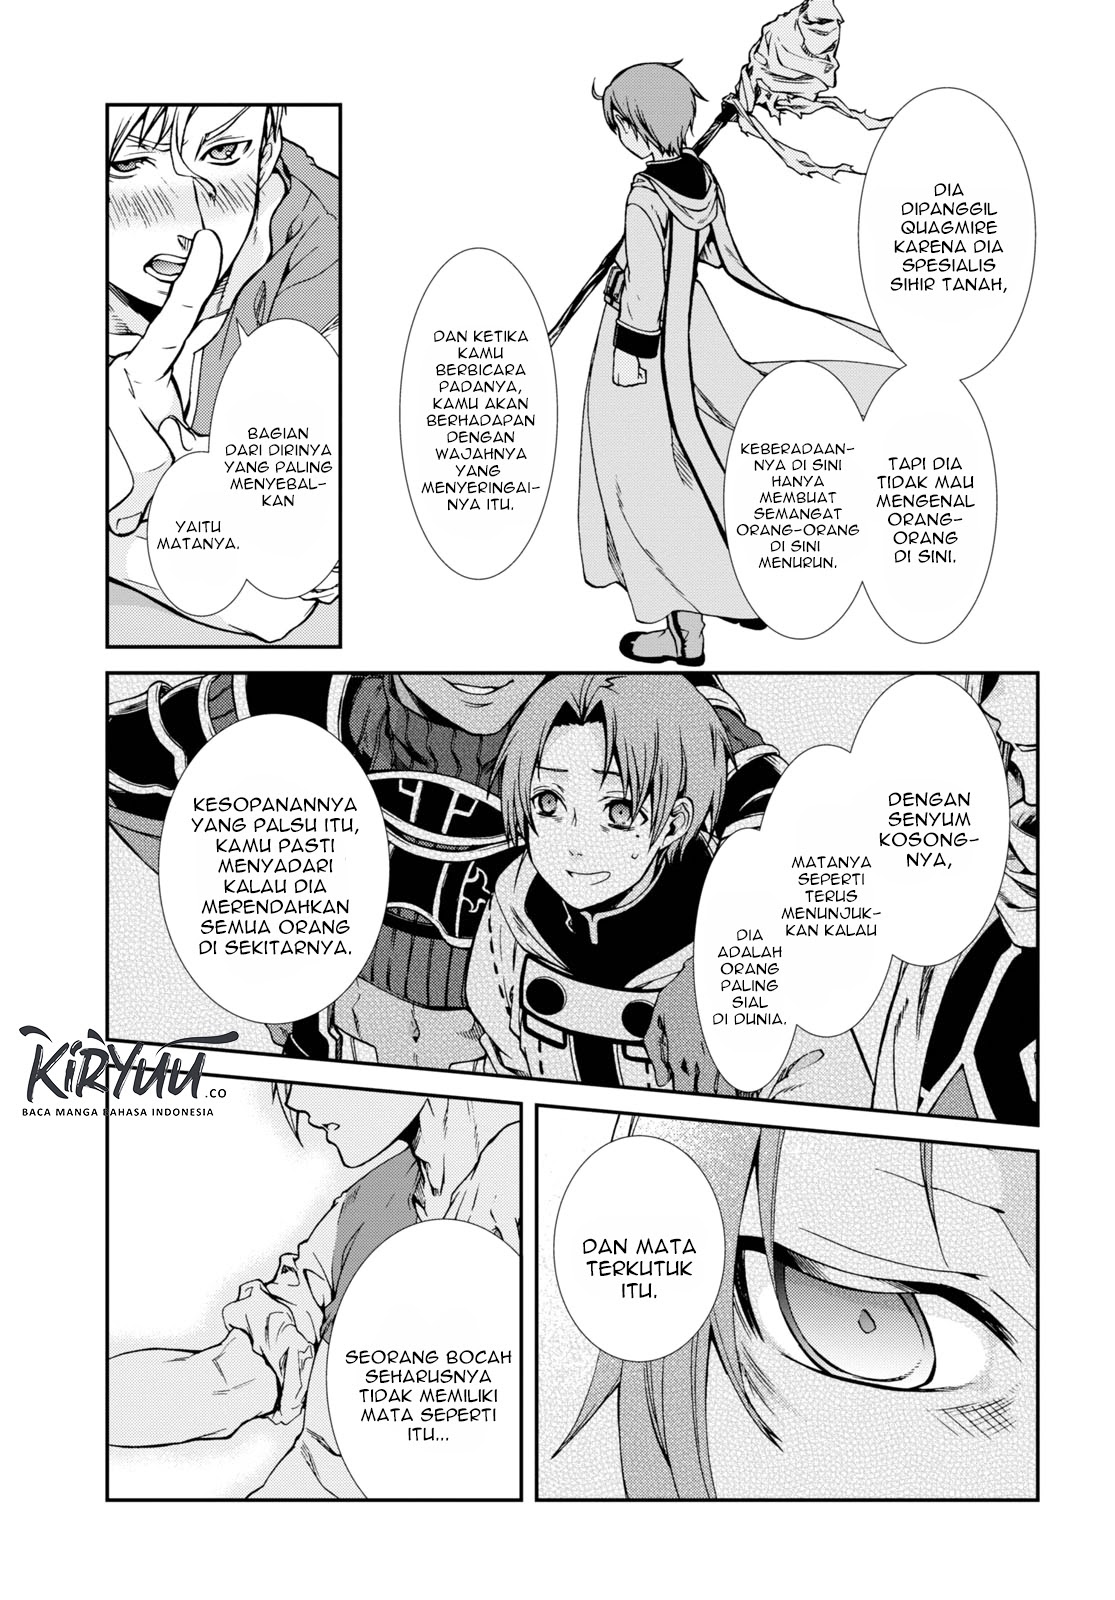 DIA
DIPANGGIL
QUAGMIRE
KARENA DIA
SPESIALIS
SIHIR TANAH,
TAPI DIA
TIDAK MAU
MENGENAL
ORANG-
ORANG
DI SINI.
KEBERADAAN-
NYA DI SINI
HANYA
MEMBUAT
SEMANGAT
ORANG-ORANG
DI SINI
MENURUN.
DAN KETIKA
KAMU
BERBICARA
PADANYA,
KAMU AKAN
BERHADAPAN
DENGAN
WAJAHNYA
YANG
MENYERINGAI-
NYA ITU.
BAGIAN
DARI DIRINYA
YANG PALING
MENYEBAL-
KAN
YAITU
MATANYA.
DENGAN
SENYUM
KOSONG-
NYA,
MATANYA
SEPERTI
TERUS
MENUNJUK-
KAN KALAU
DIA
ADALAH
ORANG
PALING
SIAL
DI DUNIA.
KESOPANANNYA
YANG PALSU ITU,
KAMU PASTI
MENYADARI
KALAU DIA
MERENDAHKAN
SEMUA ORANG
DI SEKITARNYA.
KIRYUU.CO
BACA MANGA BAHASA INDONESIA
DAN MATA
TERKUTUK
ITU.
SEORANG BOCAH
SEHARUSNYA
TIDAK MEMILIKI
MATA SEPERTI
ITU...